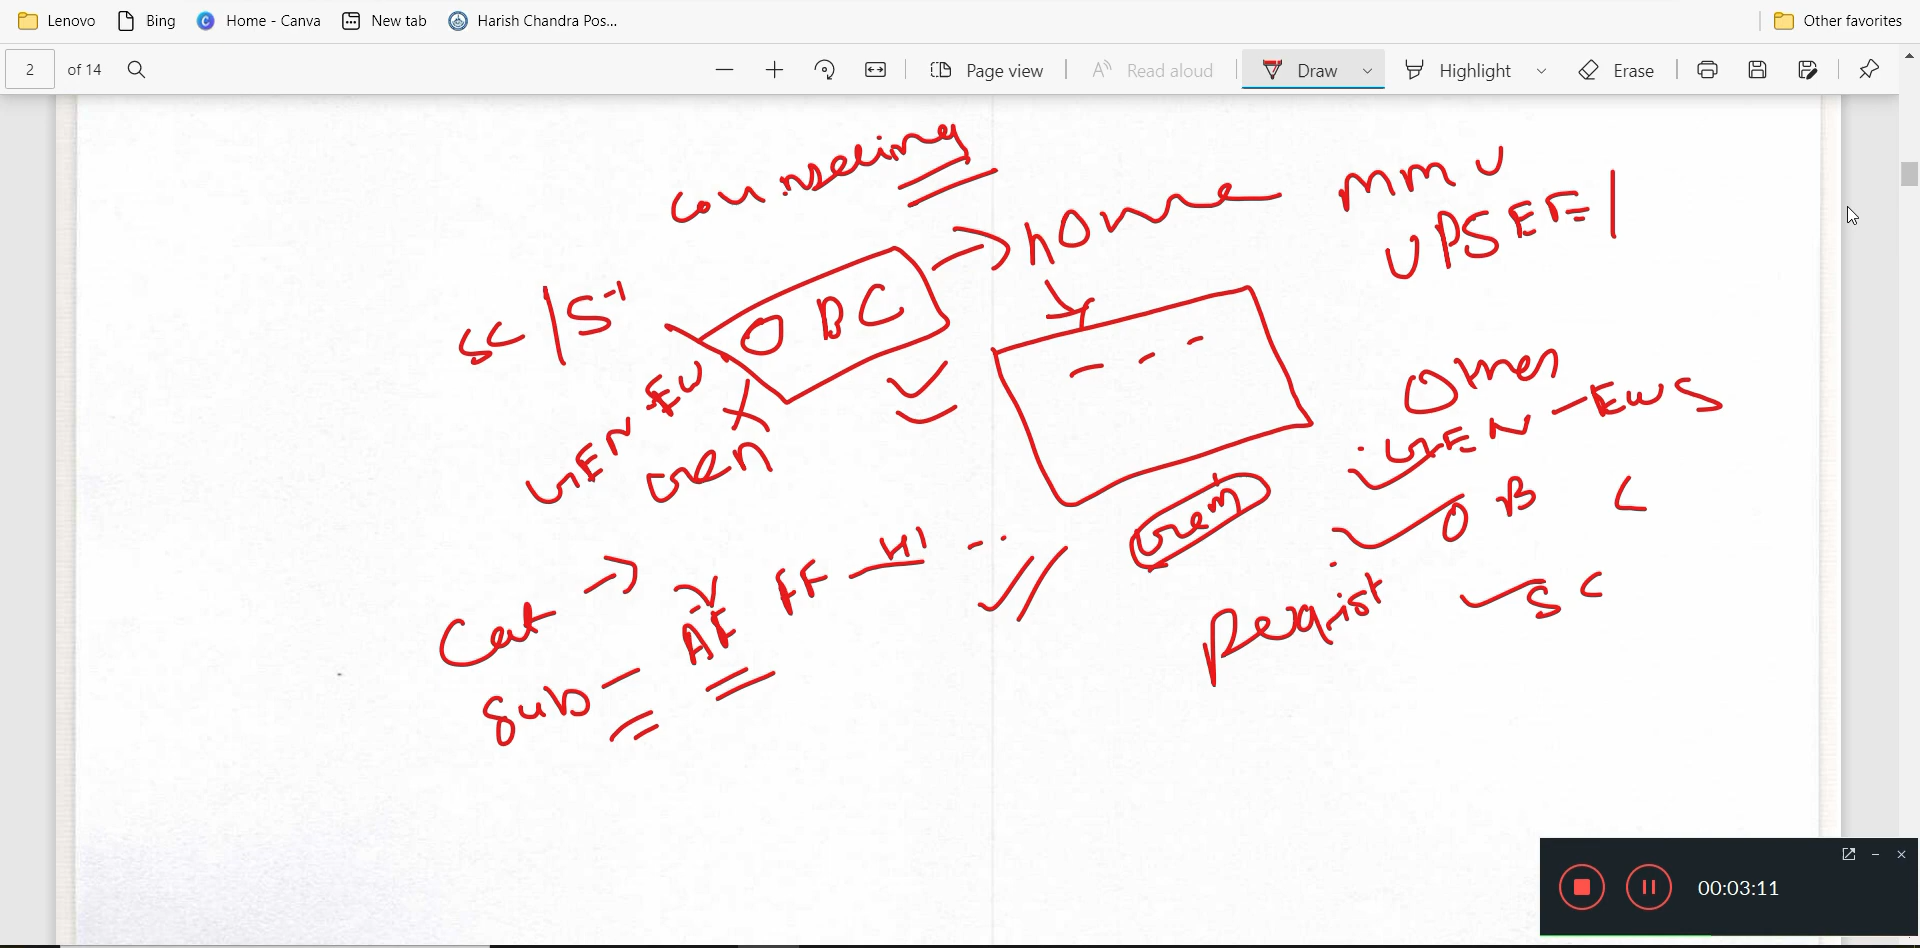 Lenovo Bing Home - Canva New tab Harish Chandra Pos... Other favorites
2 of 14 Page view Read aloud Draw Highlight Erase
counseling
home
MMU
UPSEE
SC/ST
OBC
GEN-EW
Gen
Other
GEN-EWS
OBC
SC
Gen
Cat
AF FF HI
Sub
00:03:11